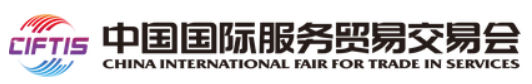 CIFTIS
中国国际服务贸易交易会
CHINA INTERNATIONAL FAIR FOR TRADE IN SERVICES